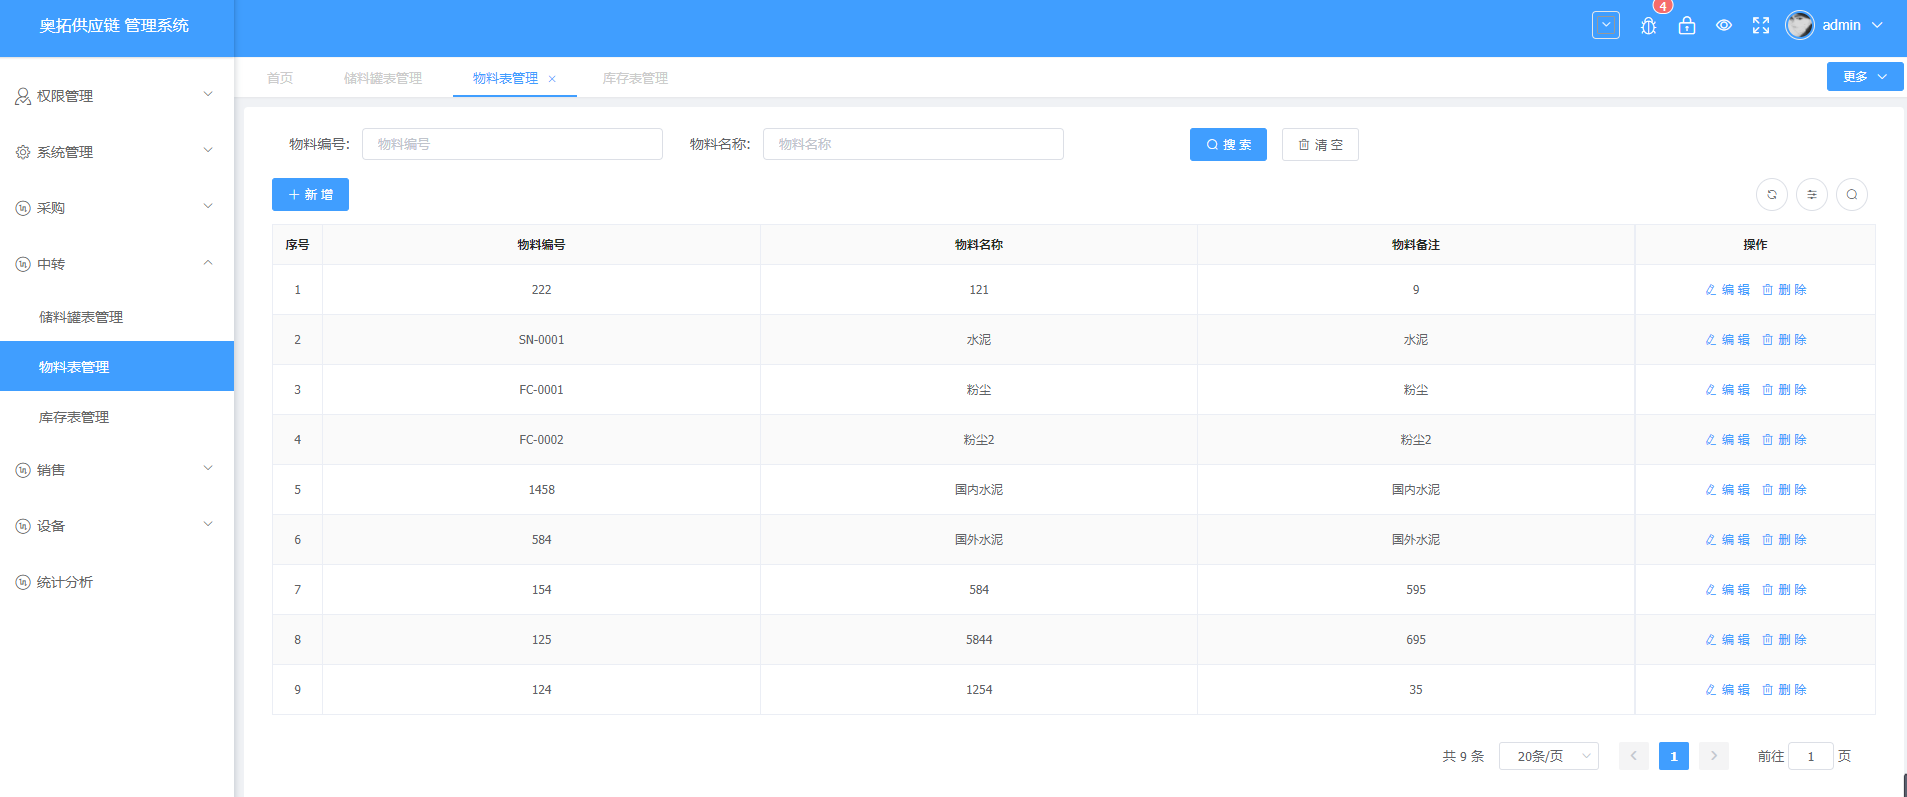 奥拓供应链 管理系统
4
admin
权限管理
系统管理
采购
中转
储料罐表管理
物料表管理
库存表管理
销售
设备
统计分析
首页 储料罐表管理 物料表管理 库存表管理 更多
物料编号: 物料编号 物料名称: 物料名称 搜 索 清 空
新 增
序号 物料编号 物料名称 物料备注 操作
1 222 121 9 编 辑 删 除
2 SN-0001 水泥 水泥 编 辑 删 除
3 FC-0001 粉尘 粉尘 编 辑 删 除
4 FC-0002 粉尘2 粉尘2 编 辑 删 除
5 1458 国内水泥 国内水泥 编 辑 删 除
6 584 国外水泥 国外水泥 编 辑 删 除
7 154 584 595 编 辑 删 除
8 125 5844 695 编 辑 删 除
9 124 1254 35 编 辑 删 除
共 9 条 20条/页 1 前往 1 页